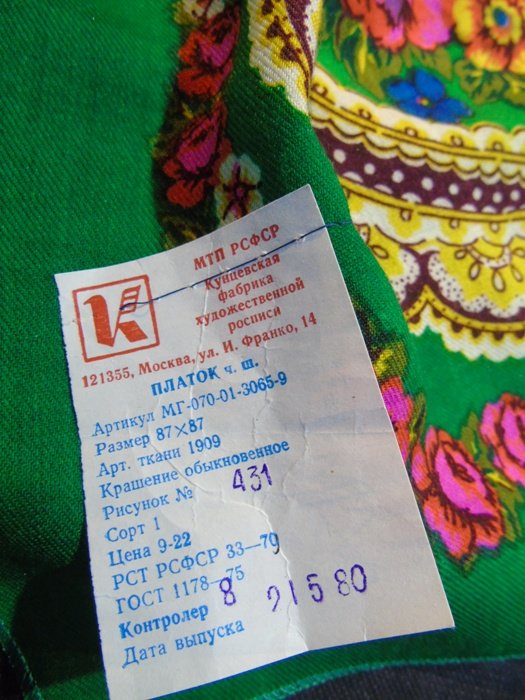 МТП РСФСР
Кунцевская
фабрика
художественной
росписи
121355, Москва, ул. И. Франко, 14
ПЛАТОК ч. ш.
Артикул МГ-070-01-3065-9
Размер 87×87
Арт. ткани 1909
Крашение обыкновенное
Рисунок № 431
Сорт 1
Цена 9-22
РСТ РСФСР 33—79
ГОСТ 1178—75
Контролер 8
Дата выпуска 21580